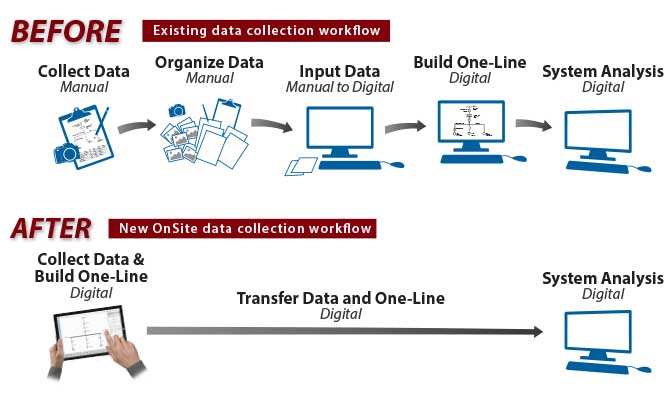 BEFORE
Existing data collection workflow
Collect Data
Manual
Organize Data
Manual
Input Data
Manual to Digital
Build One-Line
Digital
System Analysis
Digital
AFTER
New OnSite data collection workflow
Collect Data &
Build One-Line
Digital
Transfer Data and One-Line
Digital
System Analysis
Digital